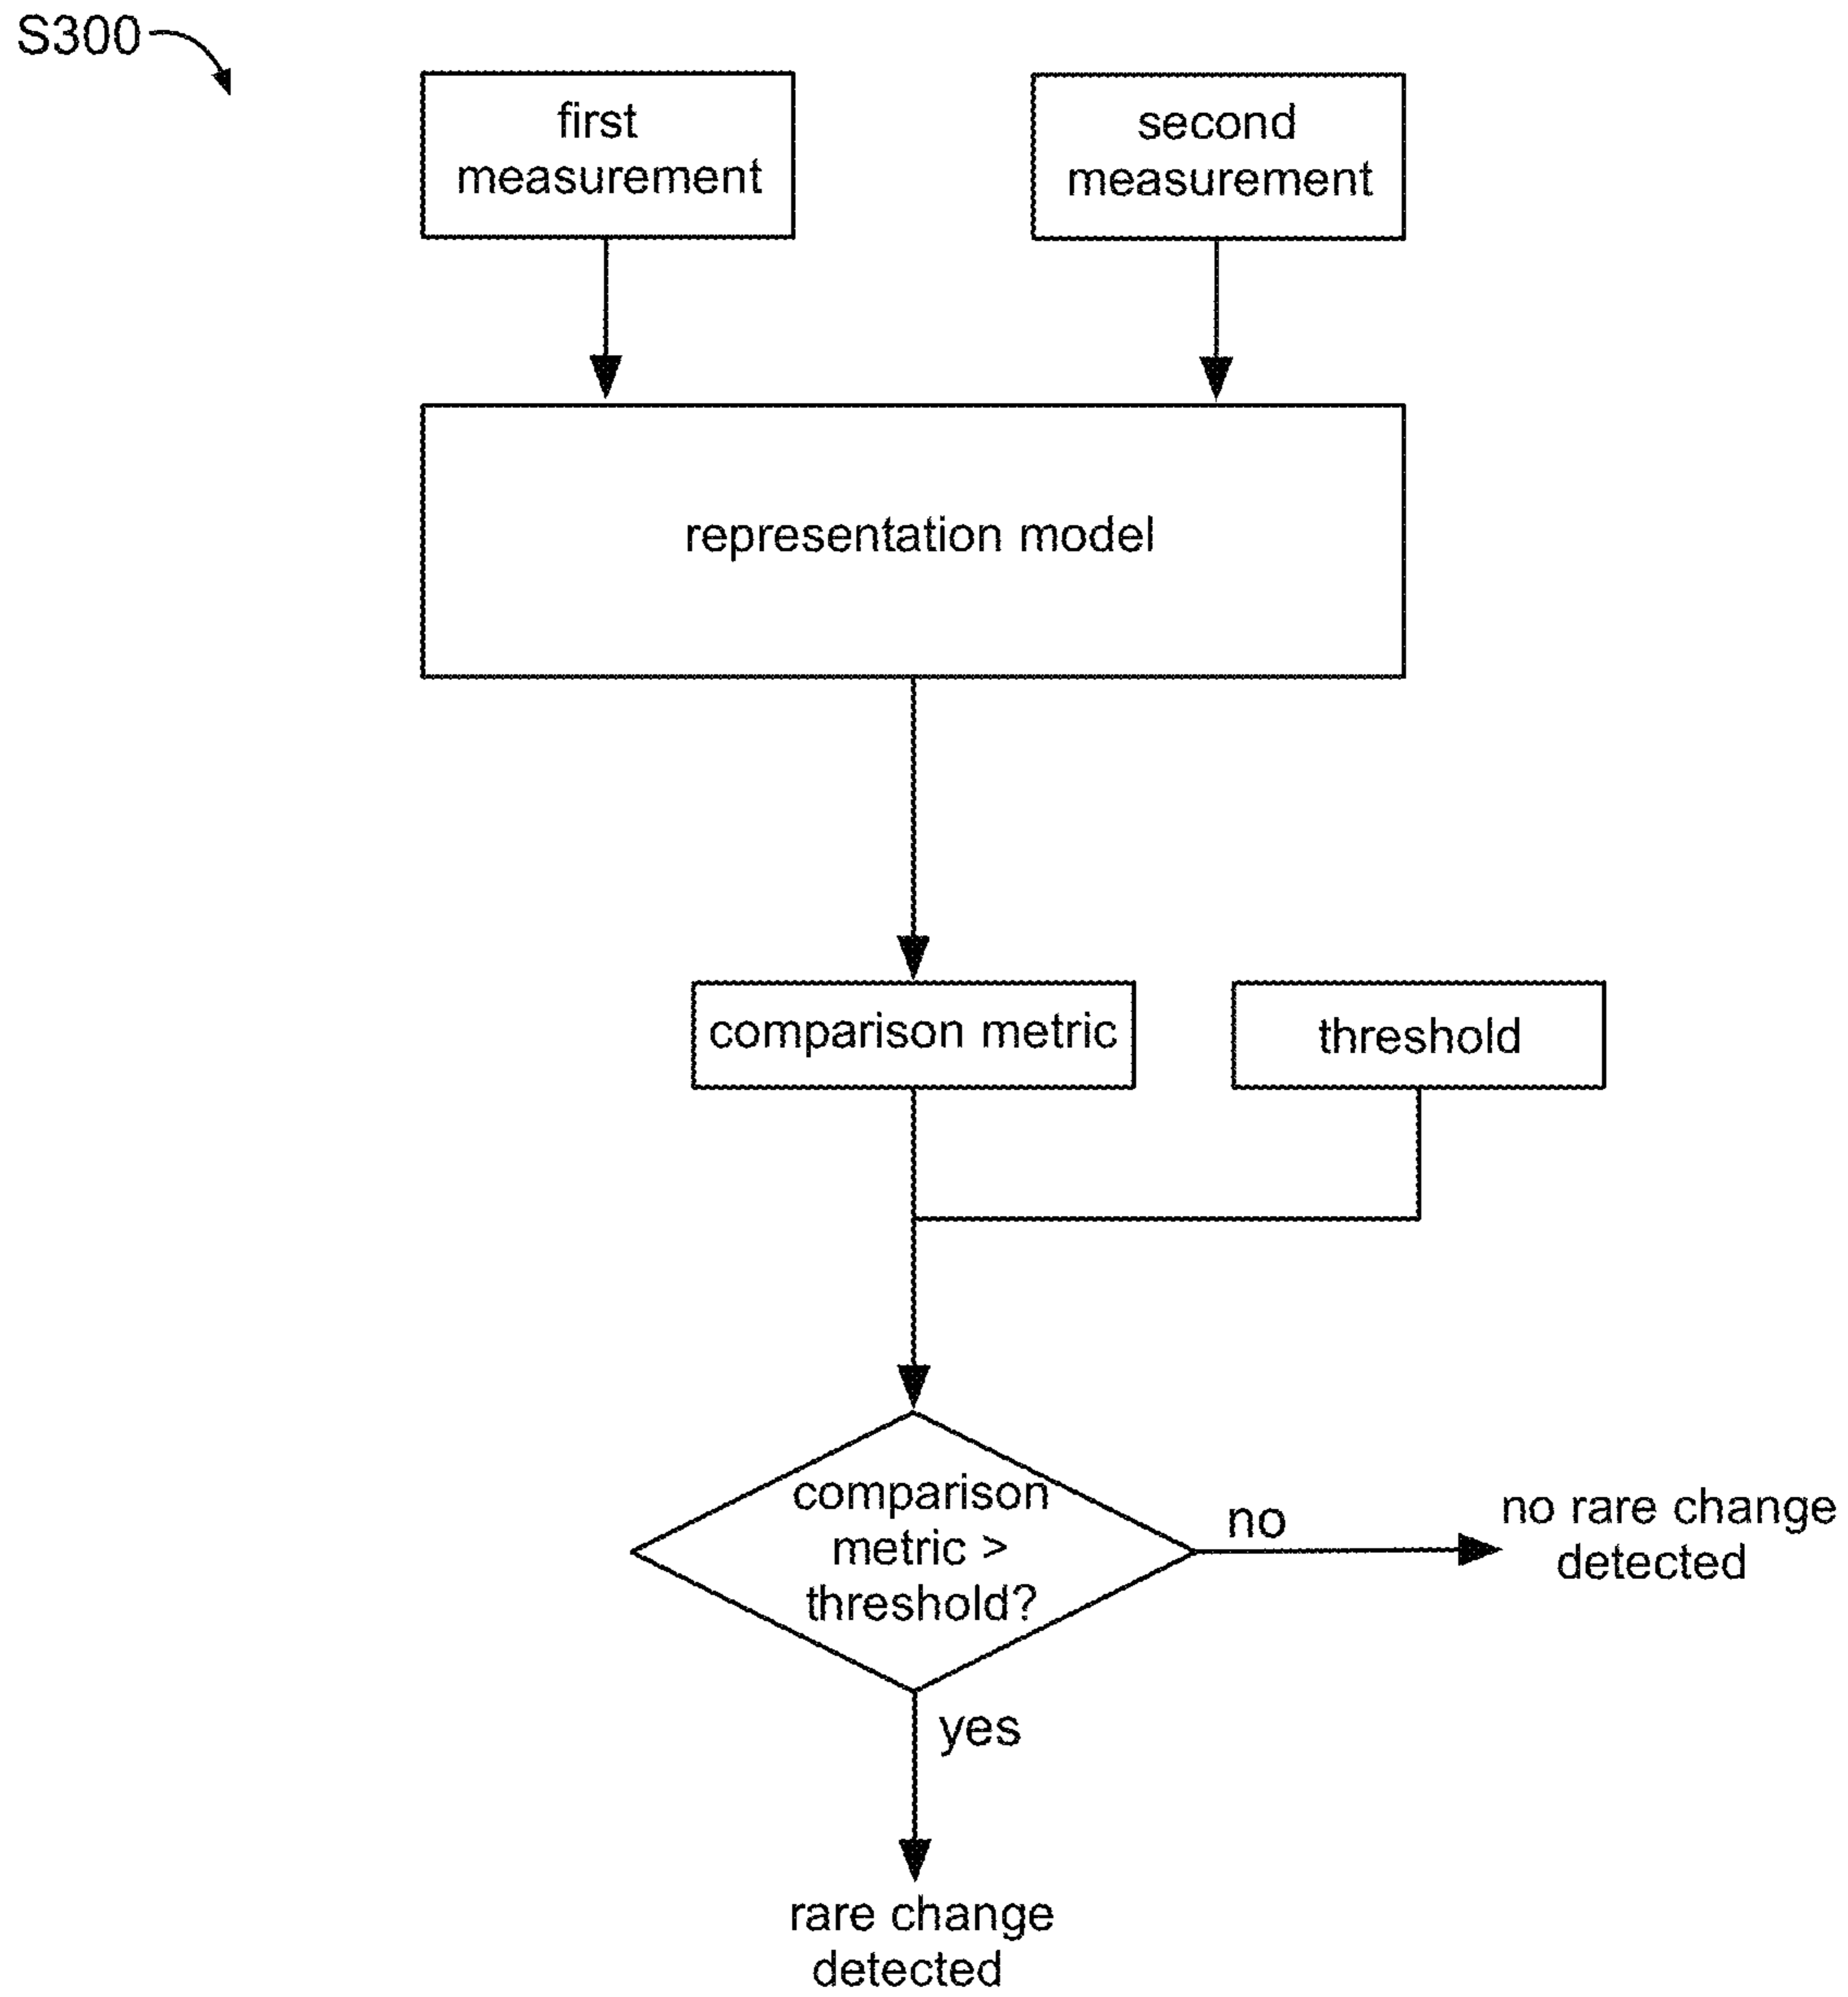 S300
first
measurement
second
measurement
representation model
comparison metric
threshold
comparison
metric >
threshold?
no
no rare change
detected
yes
rare change
detected